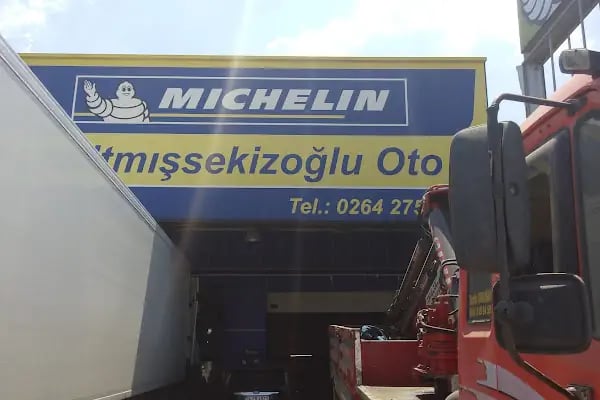 MICHELIN
ltmışsekizoğlu Oto
Tel.: 0264 275